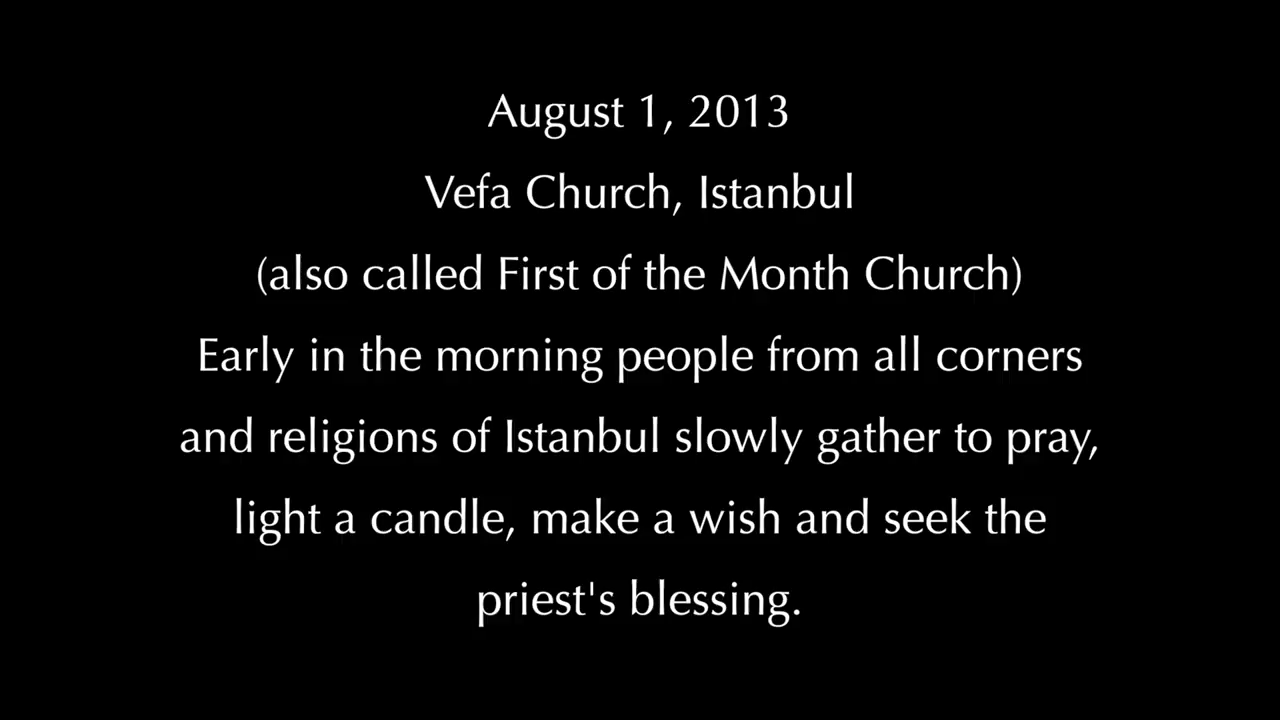 August 1, 2013
Vefa Church, Istanbul
(also called First of the Month Church)
Early in the morning people from all corners
and religions of Istanbul slowly gather to pray,
light a candle, make a wish and seek the
priest's blessing.